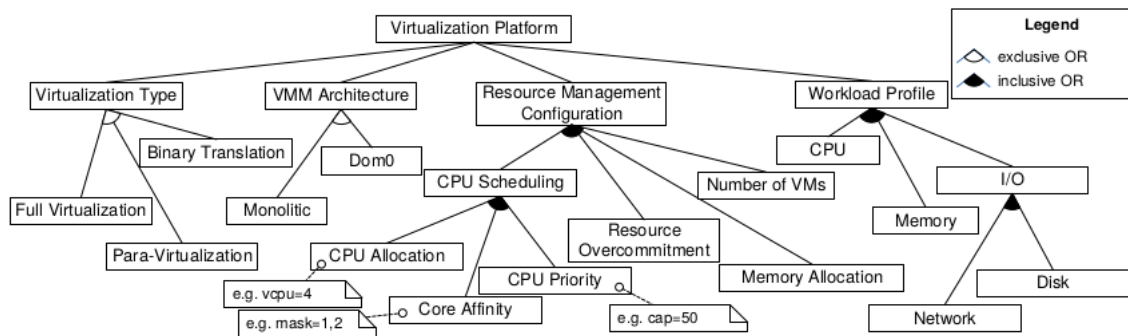 Virtualization Platform
Legend
exclusive OR
inclusive OR
Virtualization Type
VMM Architecture
Resource Management
Configuration
Workload Profile
Binary Translation
Dom0
CPU
CPU Scheduling
Number of VMs
I/O
Full Virtualization
Monolitic
Memory
Resource
Overcommitment
Para-Virtualization
CPU Allocation
CPU Priority
Memory Allocation
Disk
e.g. vcpu=4
Core Affinity
e.g. mask=1,2
e.g. cap=50
Network